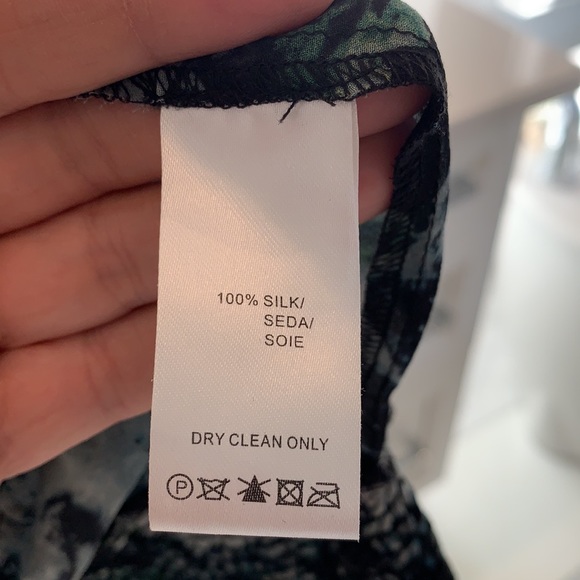 100% SILK/
SEDA/
SOIE
DRY CLEAN ONLY
P